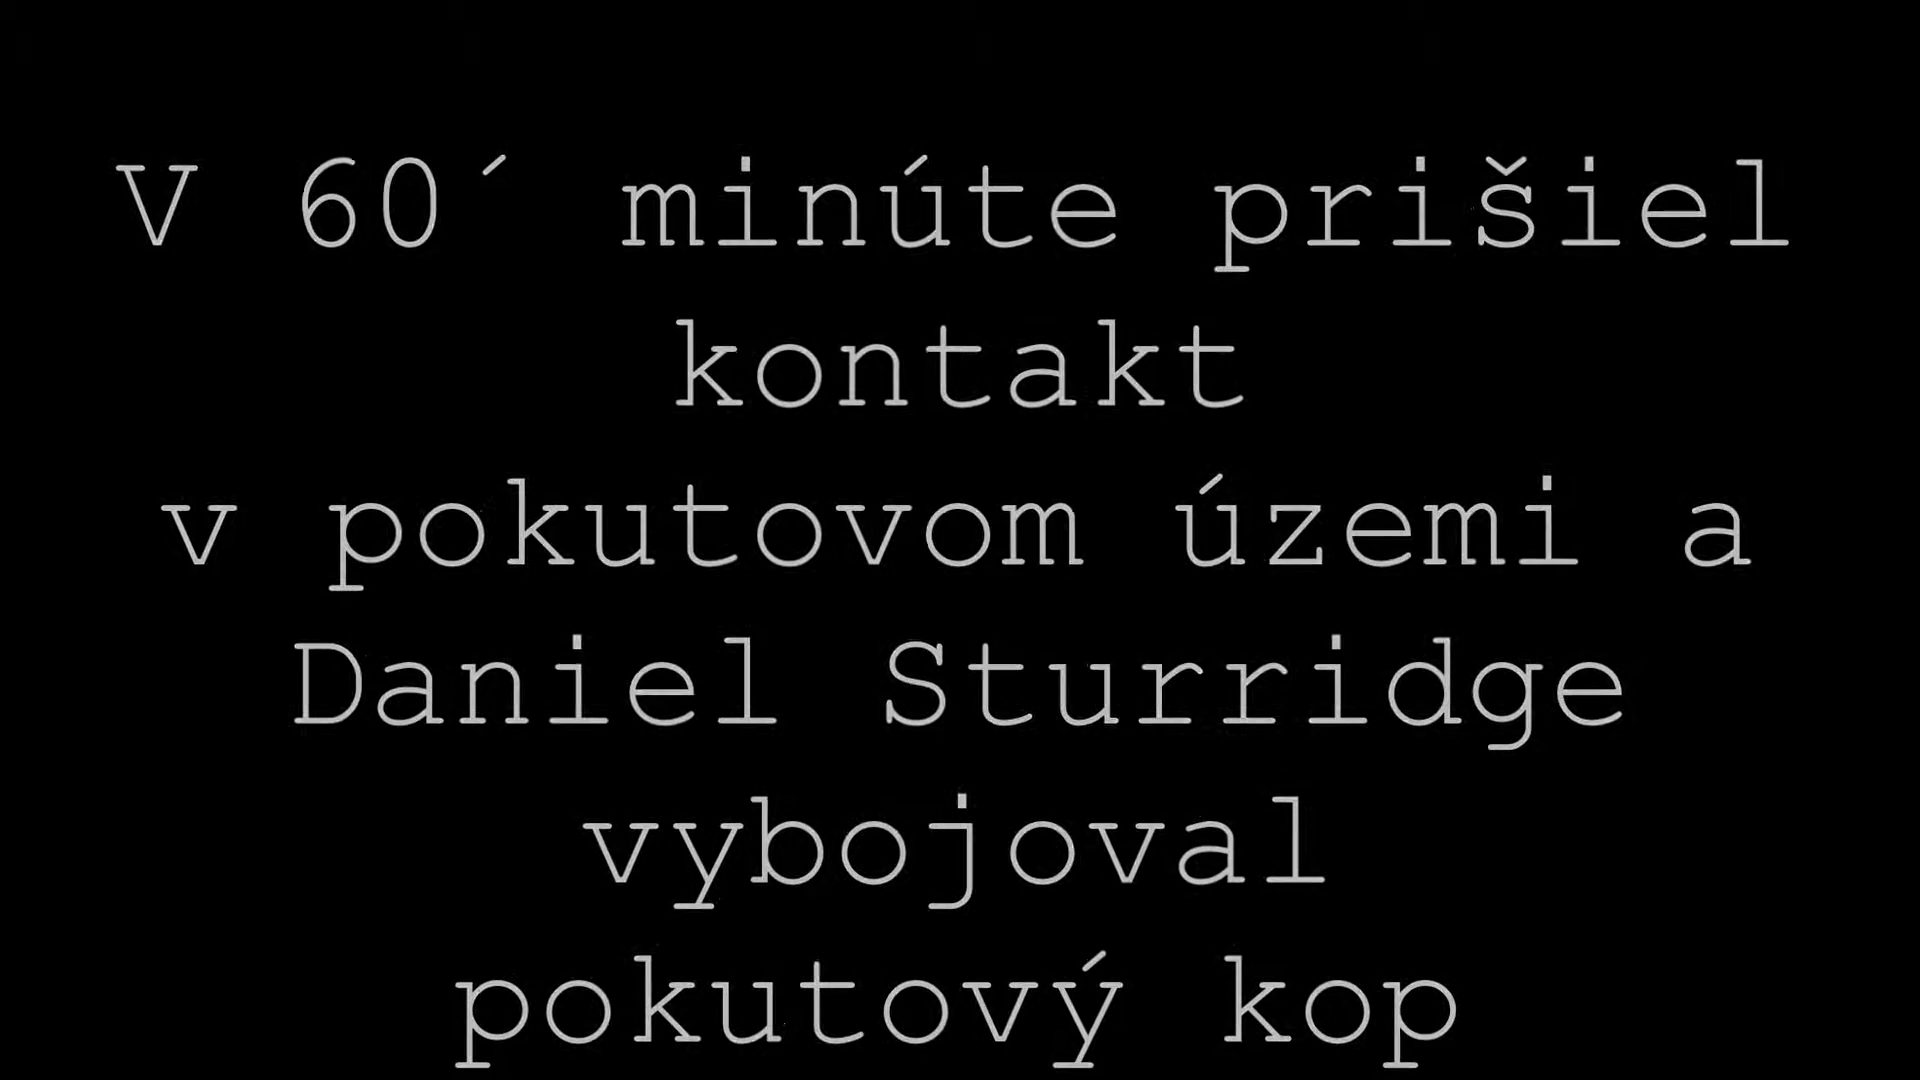 V 60´ minúte prišiel
kontakt
v pokutovom území a
Daniel Sturridge
vybojoval
pokutový kop